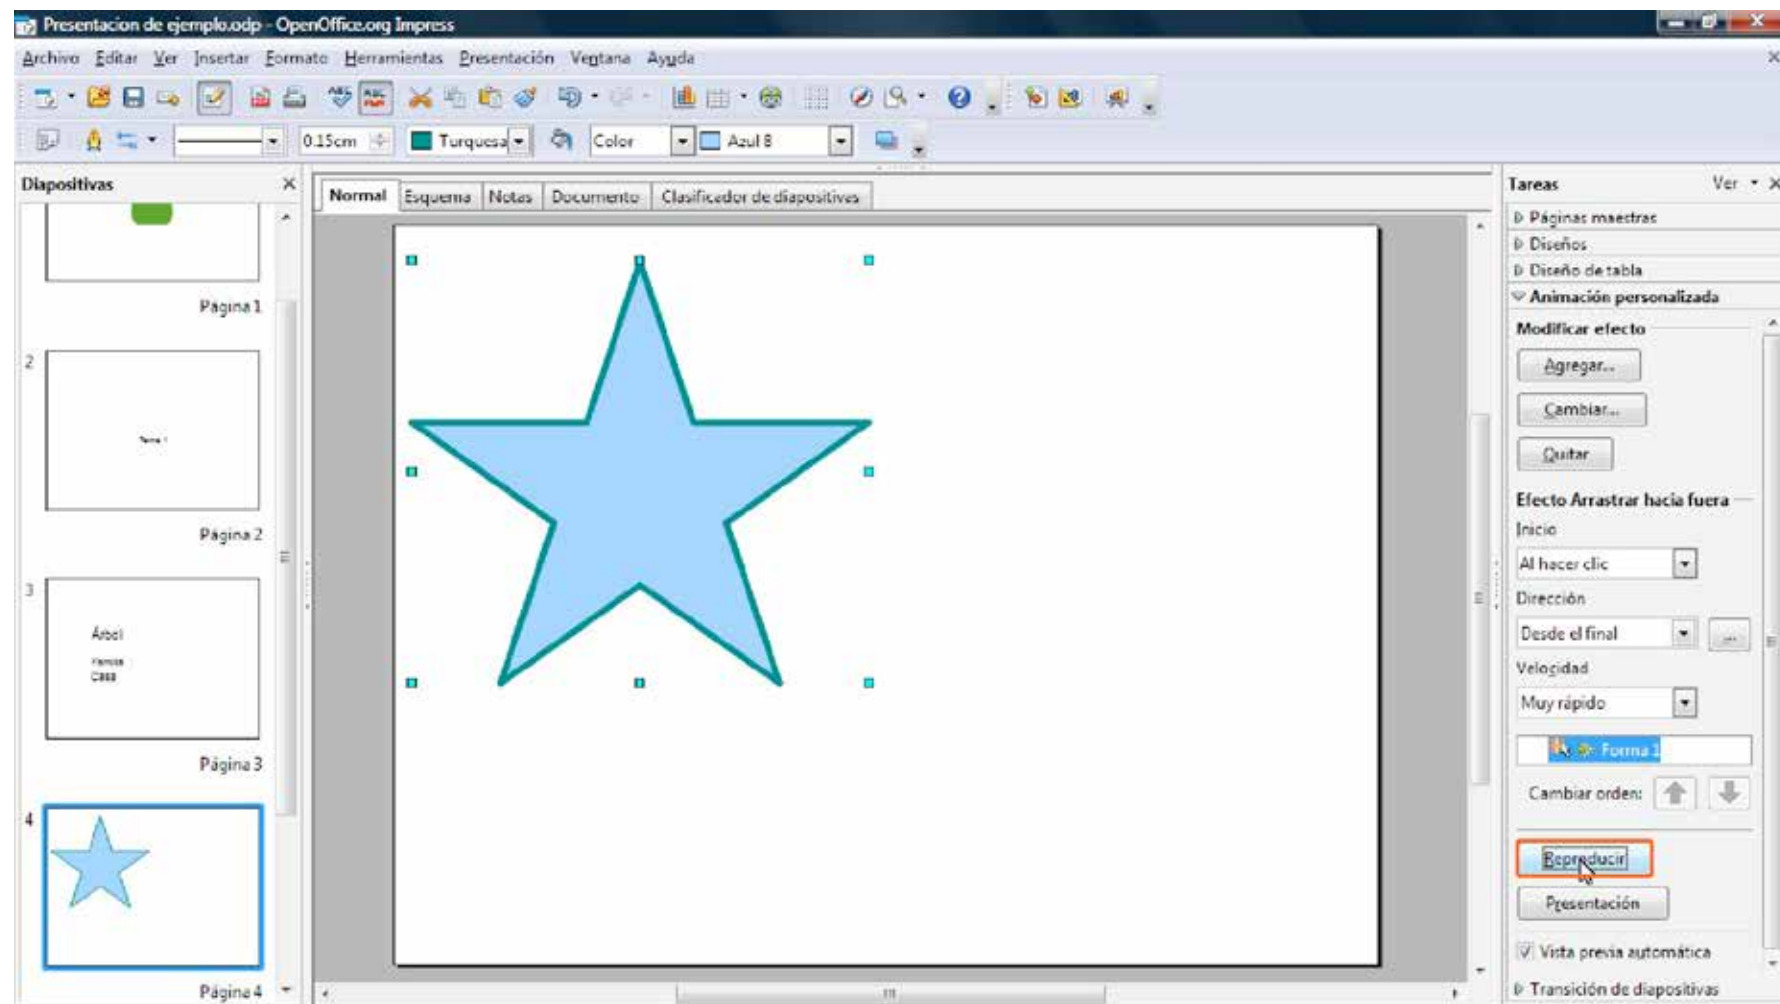 Presentacion de ejemplo.odp - OpenOffice.org Impress
Archivo Editar Ver Insertar Formato Herramientas Presentación Ventana Ayuda
0.15cm Turquesa Color Azul 8
Diapositivas
Normal Esquema Notas Documento Clasificador de diapositivas
Página 1
2
Tema 1
Página 2
3
Árbol
Familia
Casa
Página 3
4
Página 4
Tareas Ver
Páginas maestras
Diseños
Diseño de tabla
Animación personalizada
Modificar efecto
Agregar...
Cambiar...
Quitar
Efecto Arrastrar hacia fuera
Inicio
Al hacer clic
Dirección
Desde el final
...
Velocidad
Muy rápido
Forma 1
Cambiar orden:
Reproducir
Presentación
Vista previa automática
Transición de diapositivas